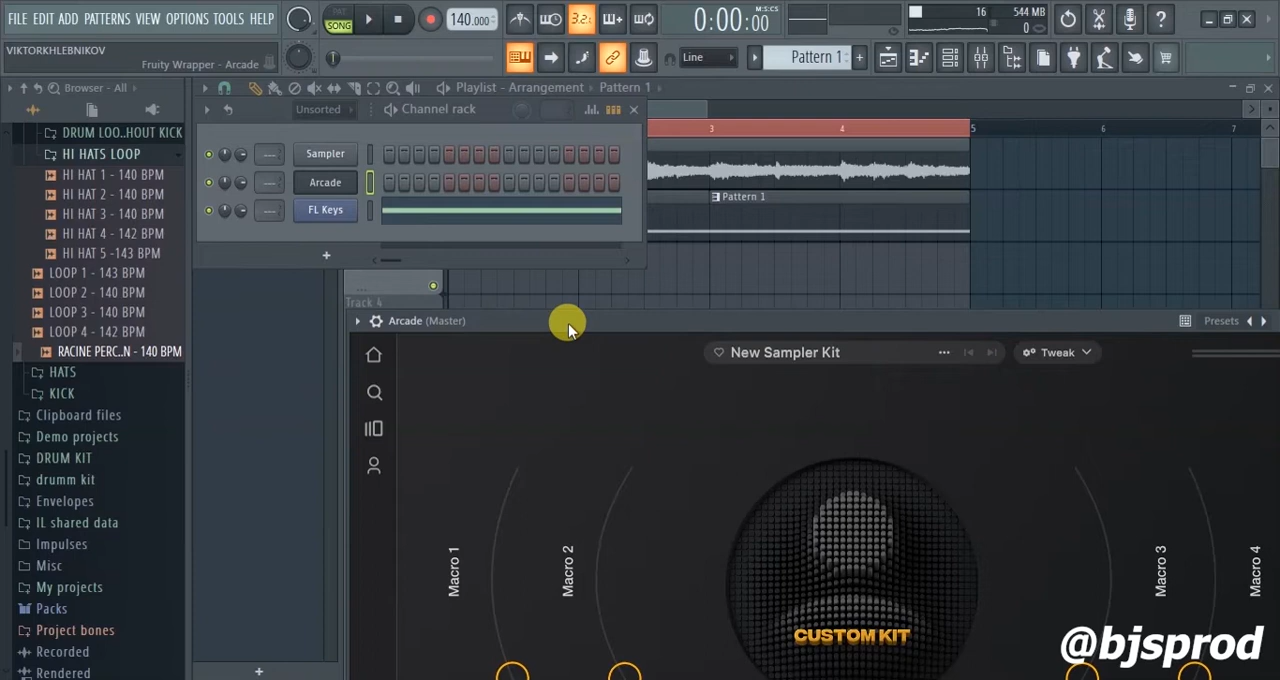 FILE EDIT ADD PATTERNS VIEW OPTIONS TOOLS HELP
PAT
SONG
140.000
3.2
0:00:00
M:S:CS
16
544 MB
0
VIKTORKHLEBNIKOV
Fruity Wrapper - Arcade
Line
Pattern 1
Browser - All
Playlist - Arrangement
Pattern 1
Unsorted
Channel rack
DRUM LOO..HOUT KICK
HI HATS LOOP
HI HAT 1 - 140 BPM
HI HAT 2 - 140 BPM
HI HAT 3 - 140 BPM
HI HAT 4 - 142 BPM
HI HAT 5 -143 BPM
LOOP 1 - 143 BPM
LOOP 2 - 140 BPM
LOOP 3 - 140 BPM
LOOP 4 - 142 BPM
RACINE PERC..N - 140 BPM
HATS
KICK
Clipboard files
Demo projects
DRUM KIT
drumm kit
Envelopes
IL shared data
Impulses
Misc
My projects
Packs
Project bones
Recorded
Rendered
Sampler
Arcade
FL Keys
3
4
5
6
7
Pattern 1
...
Track 4
Arcade (Master)
Presets
New Sampler Kit
Tweak
Macro 1
Macro 2
CUSTOM KIT
Macro 3
Macro 4
@bjsprod